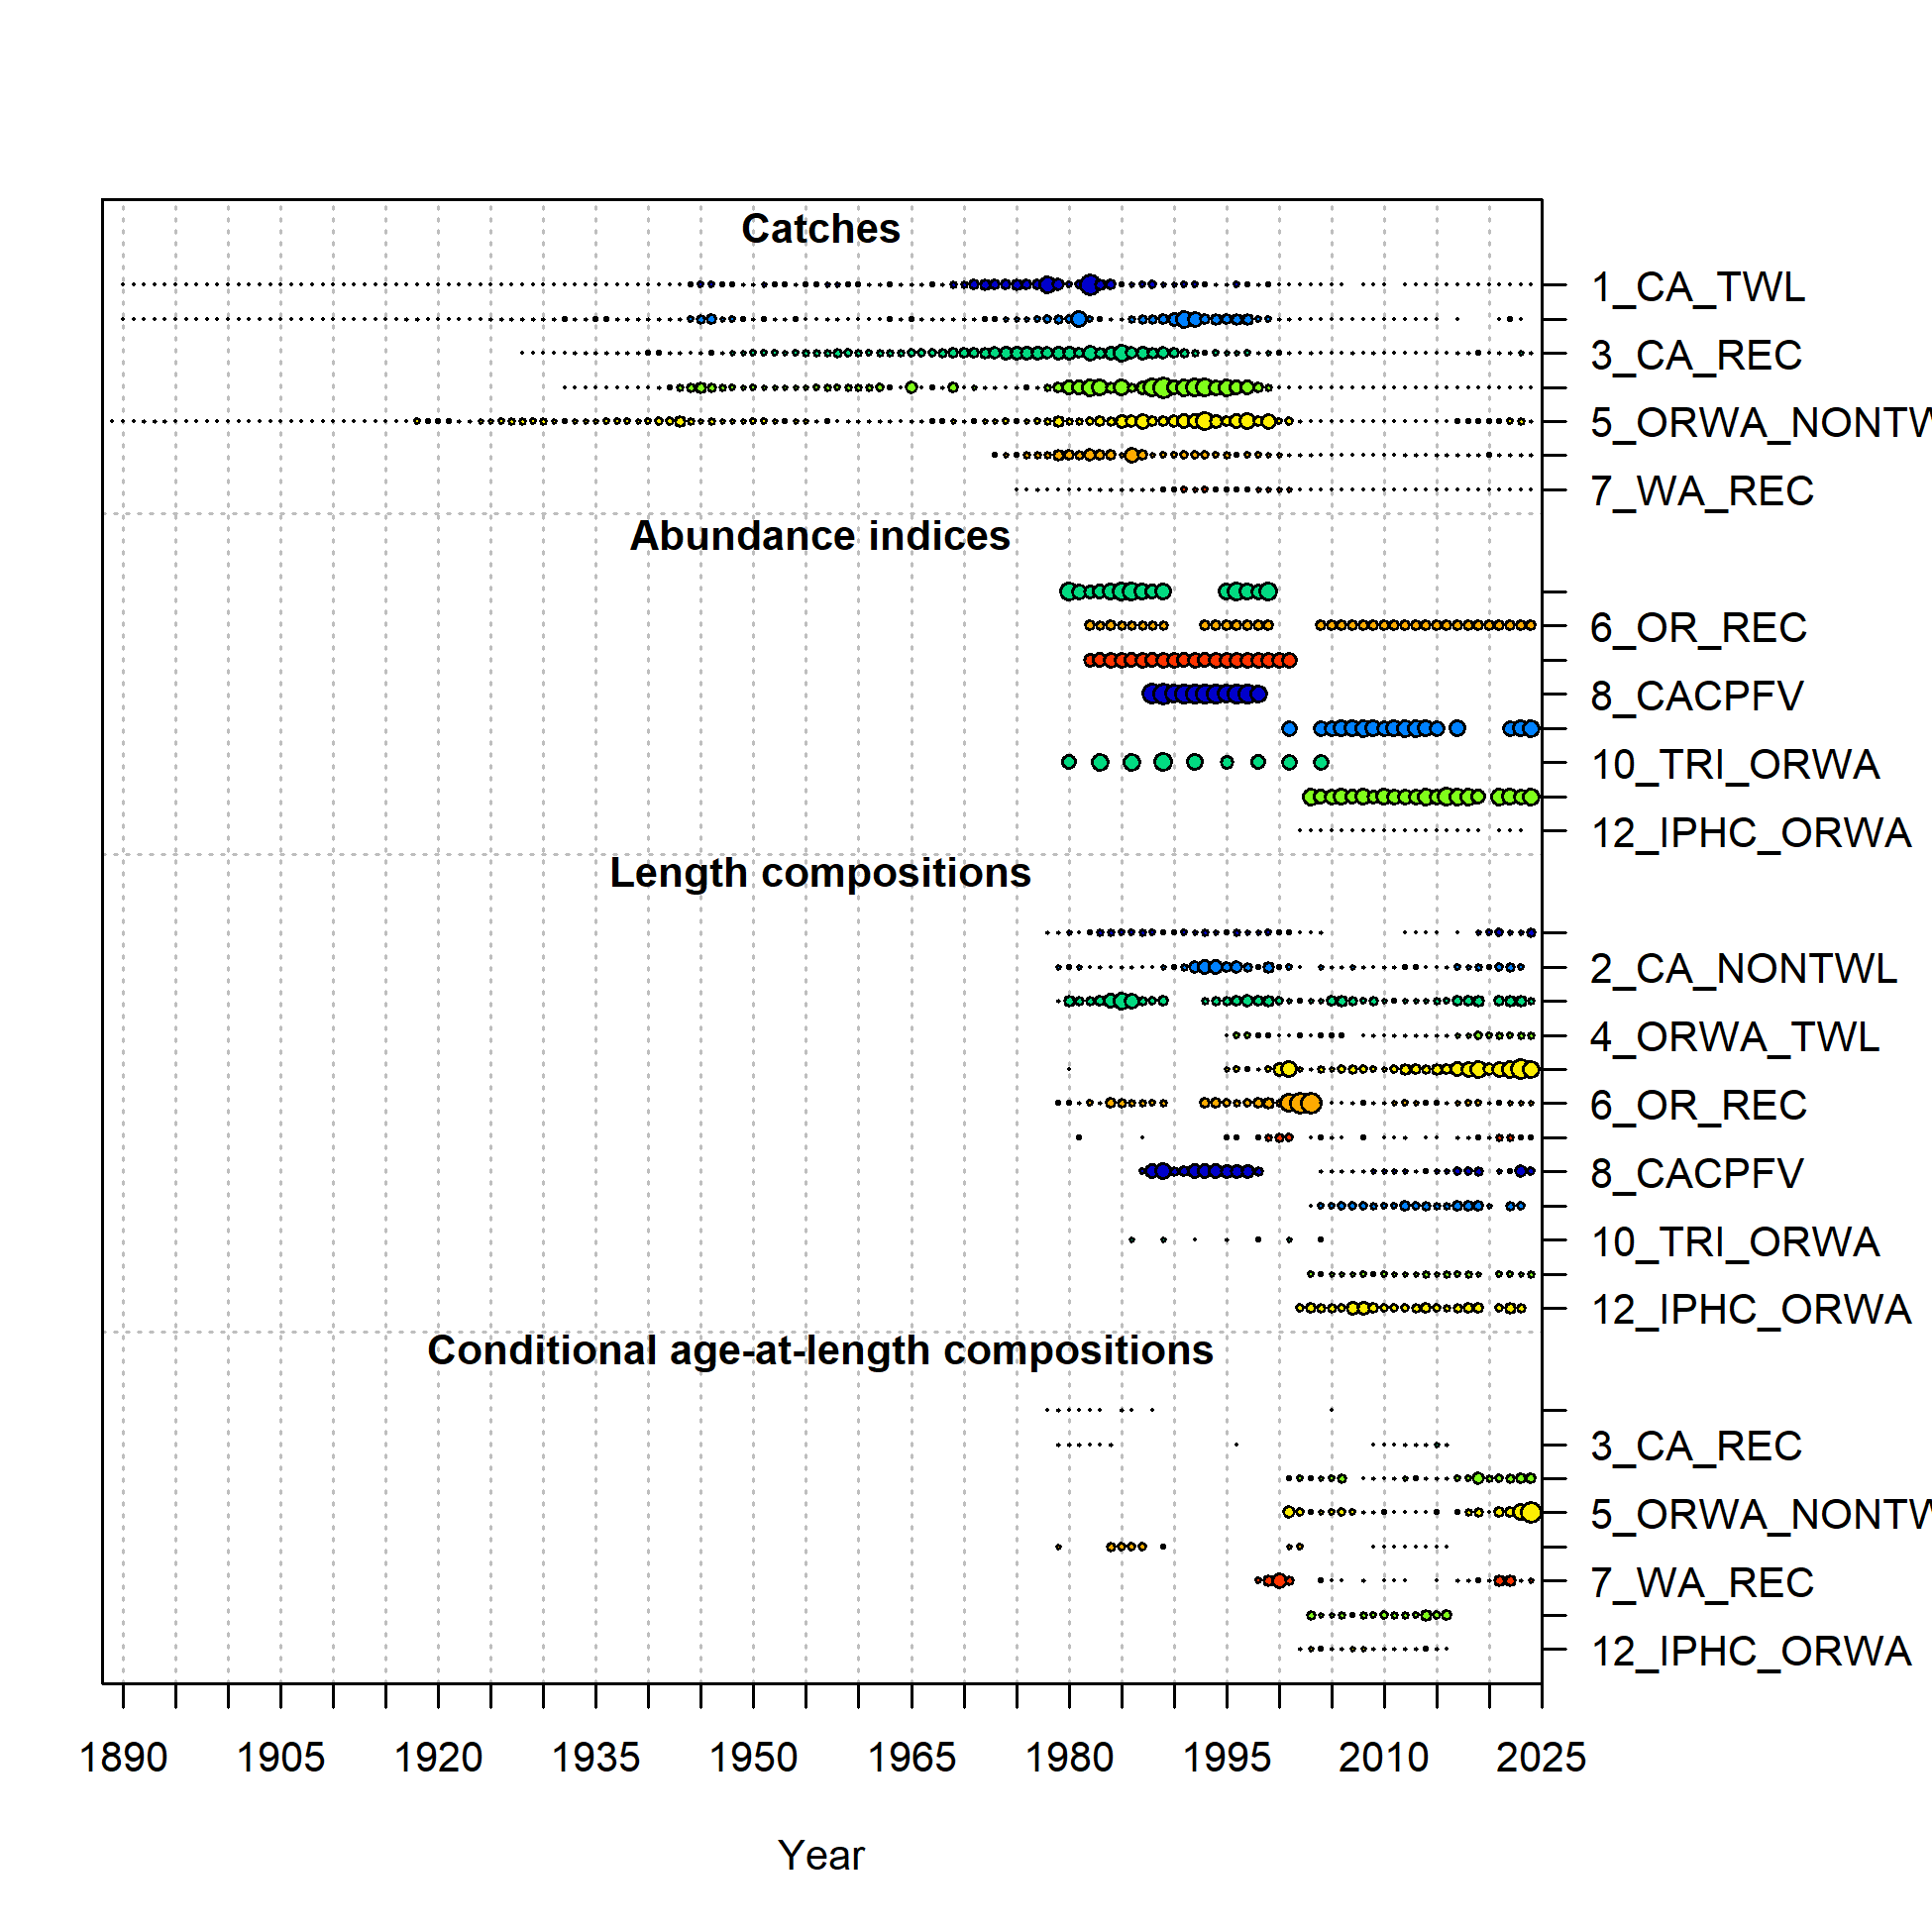 Catches
1_CA_TWL
3_CA_REC
5_ORWA_NONTW
7_WA_REC
Abundance indices
6_OR_REC
8_CACPFV
10_TRI_ORWA
12_IPHC_ORWA
Length compositions
2_CA_NONTWL
4_ORWA_TWL
6_OR_REC
8_CACPFV
10_TRI_ORWA
12_IPHC_ORWA
Conditional age-at-length compositions
3_CA_REC
5_ORWA_NONTW
7_WA_REC
12_IPHC_ORWA
1890 1905 1920 1935 1950 1965 1980 1995 2010 2025
Year